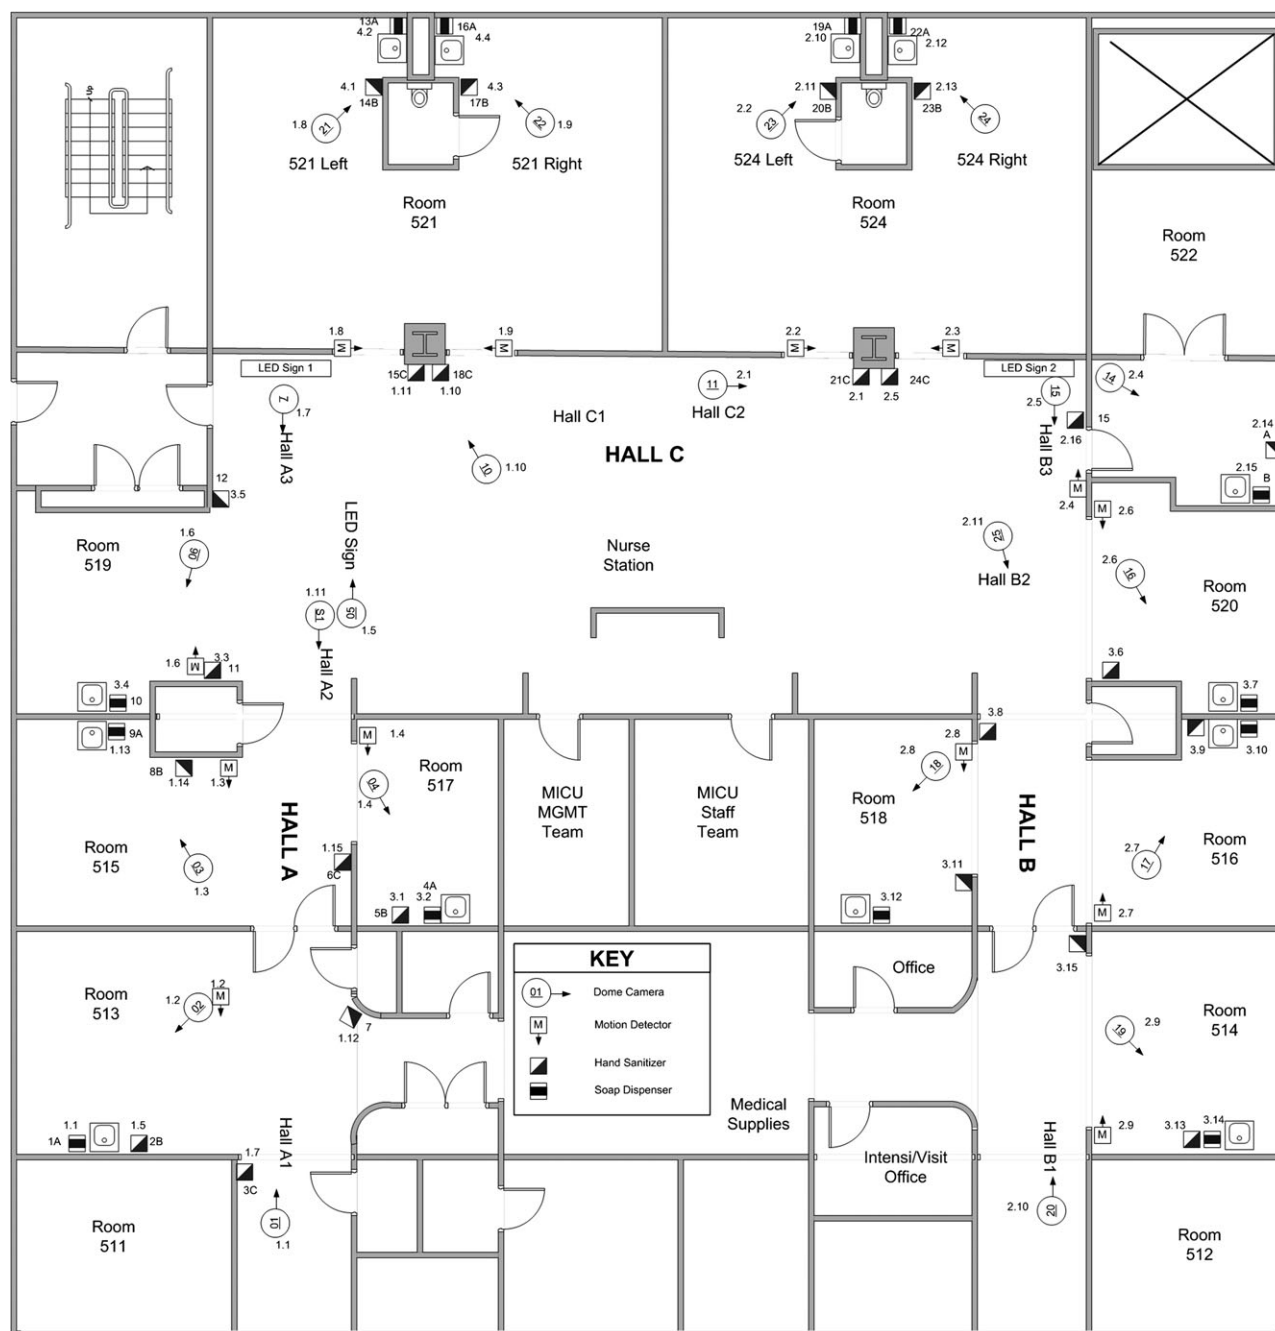 13A
4.2
16A
4.4
19A
2.10
22A
2.12
Up
4.1
14B
4.3
17B
2.11
20B
2.13
23B
1.8
21
22
1.9
2.2
23
24
521 Left
521 Right
524 Left
524 Right
Room
521
Room
524
Room
522
1.8
1.9
2.2
2.3
M
M
M
M
LED Sign 1
LED Sign 2
15C
18C
1.11
1.10
21C
24C
2.1
2.5
Z
1.7
Hall A3
11
2.1
Hall C2
Hall C1
HALL C
10
1.10
14
2.4
15
2.5
Hall B3
15
2.16
2.14
A
2.15
B
M
2.4
M
2.6
12
3.5
Room
519
1.6
06
LED Sign
Nurse
Station
2.11
25
Hall B2
2.6
16
Room
520
1.11
S1
05
1.5
Hall A2
1.6
M
3.3
11
3.4
10
3.6
3.7
9A
1.13
8B
1.14
1.3
M
M
1.4
3.8
2.8
M
3.9
3.10
Room
517
04
1.4
MICU
MGMT
Team
MICU
Staff
Team
2.8
18
Room
518
HALL A
HALL B
Room
515
03
1.3
1.15
6C
2.7
17
Room
516
3.1
5B
4A
3.2
3.12
3.11
M
2.7
3.15
KEY
01
Dome Camera
M
Motion Detector
Hand Sanitizer
Soap Dispenser
Office
Room
513
1.2
02
1.2
M
7
1.12
19
2.9
Room
514
Medical
Supplies
1.1
1A
1.5
2B
1.7
3C
Hall A1
01
1.1
Intensi/Visit
Office
Hall B1
2.10
20
M
2.9
3.13
3.14
Room
511
Room
512